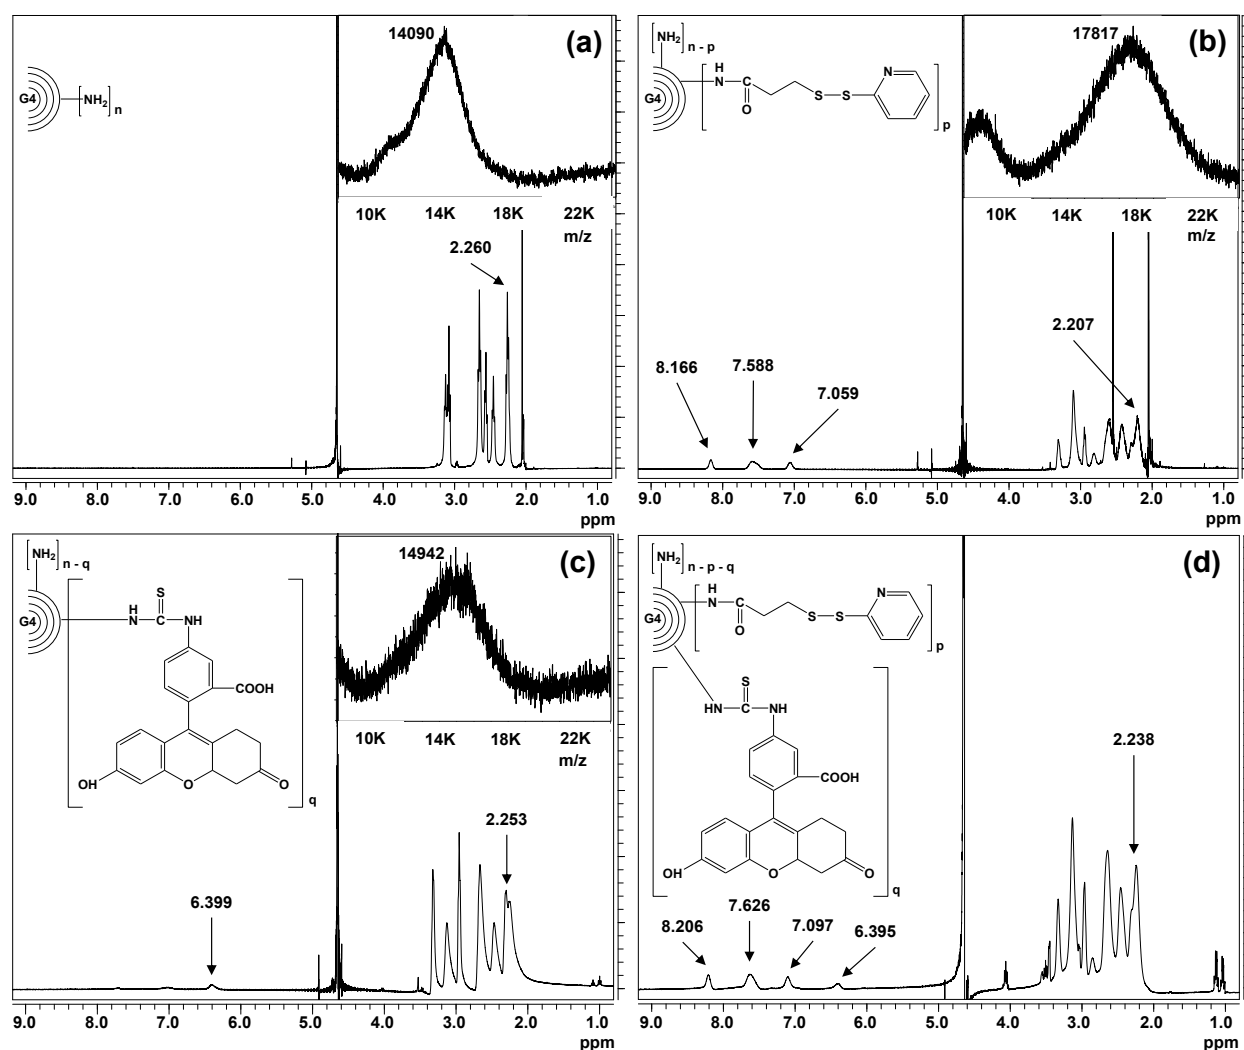 (a)
14090
G4
[NH2]n
10K 14K 18K 22K
m/z
2.260
9.0 8.0 7.0 6.0 5.0 4.0 3.0 2.0 1.0
ppm
(b)
17817
[NH2]n - p
G4
H
N
C
O
S S
N
p
10K 14K 18K 22K
m/z
2.207
8.166
7.588
7.059
9.0 8.0 7.0 6.0 5.0 4.0 3.0 2.0 1.0
ppm
(c)
14942
[NH2]n - q
G4
S
H
N
C
NH
COOH
OH
O
O
q
10K 14K 18K 22K
m/z
2.253
6.399
9.0 8.0 7.0 6.0 5.0 4.0 3.0 2.0 1.0
ppm
(d)
[NH2]n - p - q
G4
H
N
C
O
S S
N
p
S
NH C NH
COOH
OH
O
O
q
2.238
8.206
7.626
7.097
6.395
9.0 8.0 7.0 6.0 5.0 4.0 3.0 2.0 1.0
ppm